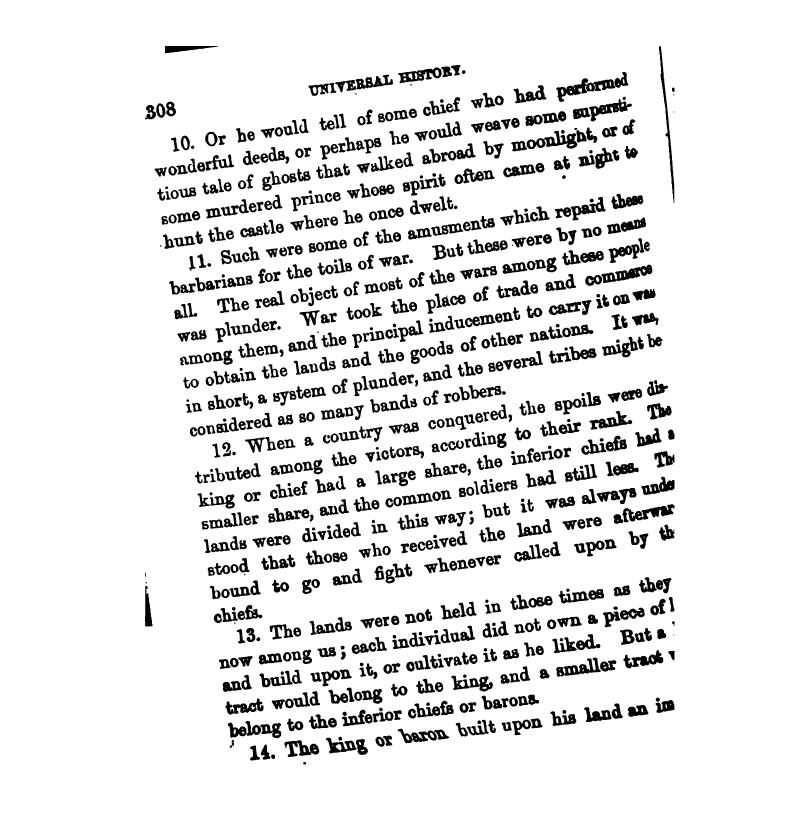 308
UNIVERSAL HISTORY.
10. Or he would tell of some chief who had performed
wonderful deeds, or perhaps he would weave some supersti-
tious tale of ghosts that walked abroad by moonlight, or of
some murdered prince whose spirit often came at night to
hunt the castle where he once dwelt.
11. Such were some of the amusments which repaid these
barbarians for the toils of war. But these were by no means
all. The real object of most of the wars among these people
was plunder. War took the place of trade and commerce
among them, and the principal inducement to carry it on was
to obtain the lands and the goods of other nations. It was,
in short, a system of plunder, and the several tribes might be
considered as so many bands of robbers.
12. When a country was conquered, the spoils were dis-
tributed among the victors, according to their rank. The
king or chief had a large share, the inferior chiefs had a
smaller share, and the common soldiers had still less. The
lands were divided in this way; but it was always unde
stood that those who received the land were afterwar
bound to go and fight whenever called upon by th
chiefs.
13. The lands were not held in those times as they
now among us; each individual did not own a piece of l
and build upon it, or cultivate it as he liked. But a
tract would belong to the king, and a smaller tract
belong to the inferior chiefs or barons.
14. The king or baron built upon his land an im